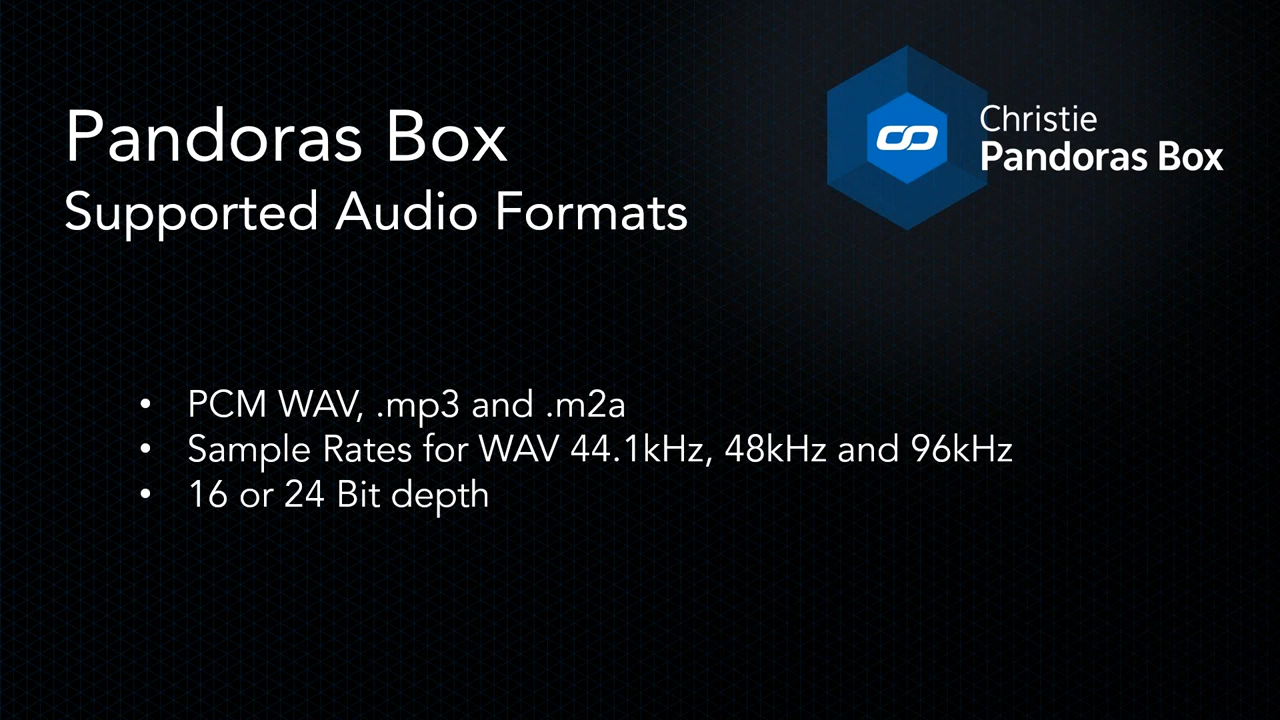 Pandoras Box
Supported Audio Formats
Christie
Pandoras Box
• PCM WAV, .mp3 and .m2a
• Sample Rates for WAV 44.1kHz, 48kHz and 96kHz
• 16 or 24 Bit depth